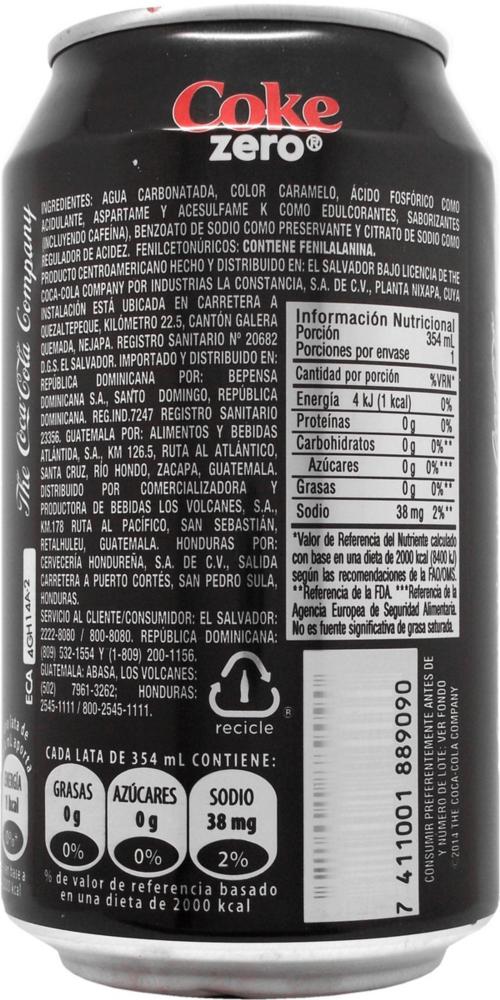 Coke
zero®
INGREDIENTES: AGUA CARBONATADA, COLOR CARAMELO, ÁCIDO FOSFÓRICO COMO
ACIDULANTE, ASPARTAME Y ACESULFAME K COMO EDULCORANTES, SABORIZANTES
(INCLUYENDO CAFEÍNA), BENZOATO DE SODIO COMO PRESERVANTE Y CITRATO DE SODIO COMO
REGULADOR DE ACIDEZ. FENILCETONÚRICOS: CONTIENE FENILALANINA.
PRODUCTO CENTROAMERICANO HECHO Y DISTRIBUIDO EN: EL SALVADOR BAJO LICENCIA DE THE
COCA-COLA COMPANY POR INDUSTRIAS LA CONSTANCIA, S.A. DE C.V., PLANTA NIXAPA, CUYA
INSTALACIÓN ESTÁ UBICADA EN CARRETERA A
QUEZALTEPEQUE, KILÓMETRO 22.5, CANTÓN GALERA
QUEMADA, NEJAPA. REGISTRO SANITARIO Nº 20682
D.G.S. EL SALVADOR. IMPORTADO Y DISTRIBUIDO EN:
REPÚBLICA DOMINICANA POR: BEPENSA
DOMINICANA S.A., SANTO DOMINGO, REPÚBLICA
DOMINICANA. REG.IND.7247 REGISTRO SANITARIO
23356. GUATEMALA POR: ALIMENTOS Y BEBIDAS
ATLÁNTIDA, S.A., KM 126.5, RUTA AL ATLÁNTICO,
SANTA CRUZ, RÍO HONDO, ZACAPA, GUATEMALA.
DISTRIBUIDO POR COMERCIALIZADORA Y
PRODUCTORA DE BEBIDAS LOS VOLCANES, S.A.,
KM.178 RUTA AL PACÍFICO, SAN SEBASTIÁN,
RETALHULEU, GUATEMALA. HONDURAS POR:
CERVECERÍA HONDUREÑA, S.A. DE C.V., SALIDA
CARRETERA A PUERTO CORTÉS, SAN PEDRO SULA,
HONDURAS.
SERVICIO AL CLIENTE/CONSUMIDOR: EL SALVADOR:
2222-8080 / 800-8080. REPÚBLICA DOMINICANA:
(809) 532-1554 Y (1-809) 200-1156.
GUATEMALA: ABASA, LOS VOLCANES:
(502) 7961-3262; HONDURAS:
2545-1111 / 800-2545-1111.
Información Nutricional
Porción 354 mL
Porciones por envase 1
Cantidad por porción %VRN*
Energía 4 kJ (1 kcal) 0%
Proteínas 0g 0%
Carbohidratos 0g 0%**
Azúcares 0g 0%***
Grasas 0g 0%**
Sodio 38 mg 2%**
*Valor de Referencia del Nutriente calculado
con base en una dieta de 2000 kcal (8400 kJ)
según las recomendaciones de la FAO/OMS.
**Referencia de la FDA. ***Referencia de la
Agencia Europea de Seguridad Alimentaria.
No es fuente significativa de grasa saturada.
The Coca-Cola Company
ECA 4GH14A-2
recicle ®
CADA LATA DE 354 mL CONTIENE:
GRASAS 0g 0%
AZÚCARES 0g 0%
SODIO 38 mg 2%
% de valor de referencia basado
en una dieta de 2000 kcal
7 411001 889090
CONSUMIR PREFERENTEMENTE ANTES DE
Y NÚMERO DE LOTE: VER FONDO
©2014 THE COCA-COLA COMPANY